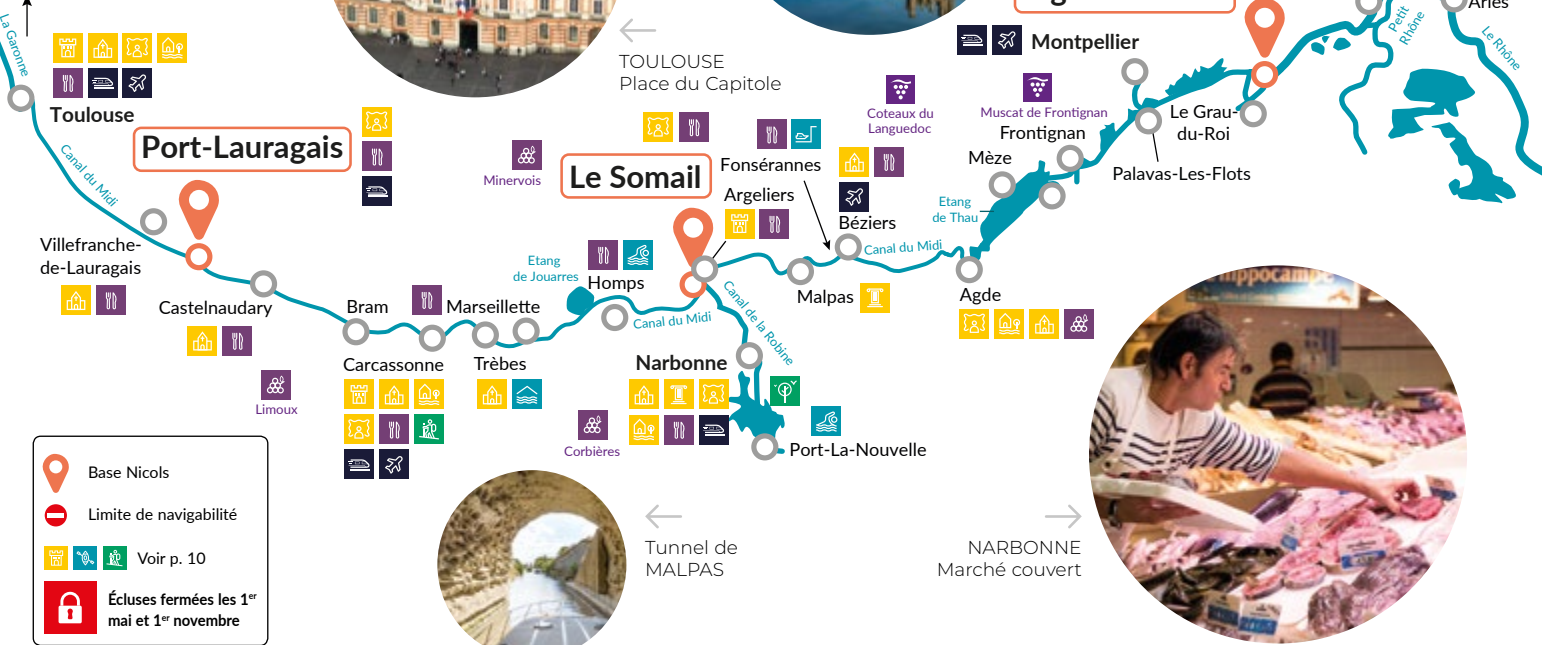 La Garonne
Toulouse
Canal du Midi
Port-Lauragais
Villefranche-
de-Lauragais
Castelnaudary
Limoux
Bram
Carcassonne
Marseillette
Trèbes
Etang
de Jouarres
Homps
Canal du Midi
Minervois
Le Somail
TOULOUSE
Place du Capitole
Fonsérannes
Argeliers
Béziers
Canal du Midi
Malpas
Canal de la Robine
Narbonne
Corbières
Port-La-Nouvelle
Agde
Etang
de Thau
Mèze
Frontignan
Muscat de Frontignan
Coteaux du
Languedoc
Montpellier
Palavas-Les-Flots
Le Grau-
du-Roi
Petit
Rhône
Arles
Le Rhône
Base Nicols
Limite de navigabilité
Voir p. 10
Écluses fermées les 1er
mai et 1er novembre
Tunnel de
MALPAS
NARBONNE
Marché couvert